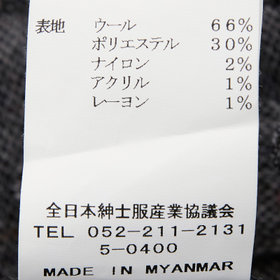 表地 ウール 66%
ポリエステル 30%
ナイロン 2%
アクリル 1%
レーヨン 1%
全日本紳士服産業協議会
TEL 052-211-2131
5-0400
MADE IN MYANMAR